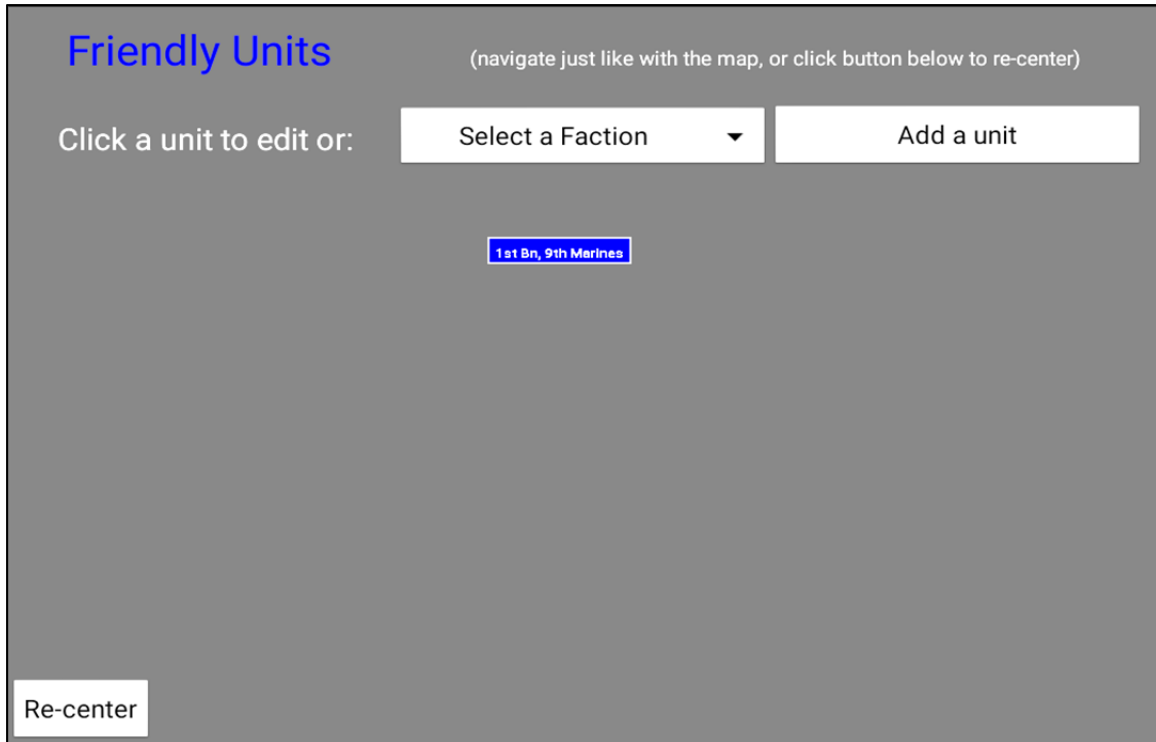 Friendly Units
(navigate just like with the map, or click button below to re-center)
Click a unit to edit or:
Select a Faction
Add a unit
1st Bn, 9th Marines
Re-center